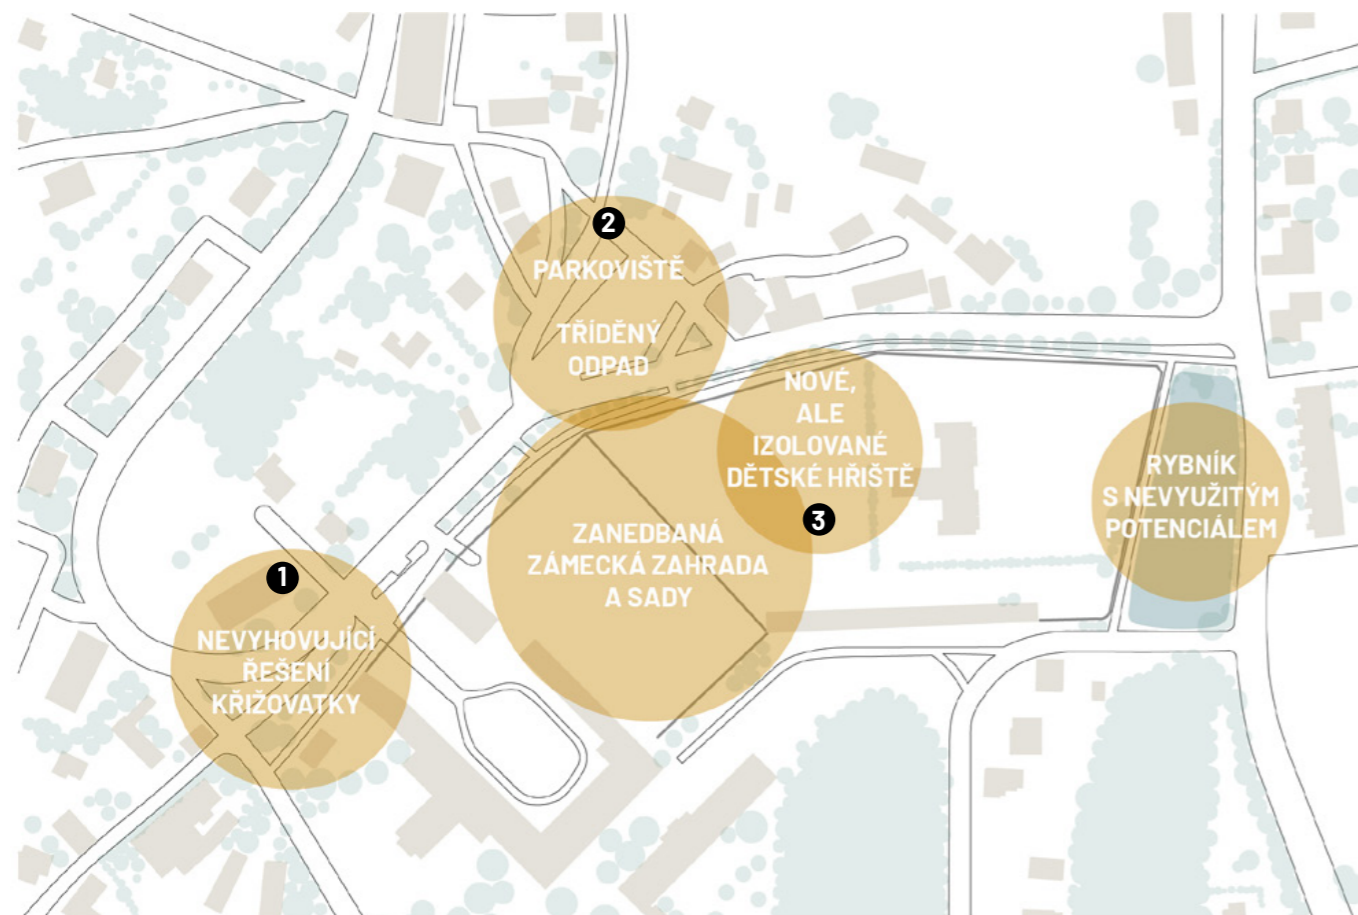 2
PARKOVIŠTĚ
TŘÍDĚNÝ
ODPAD
NOVÉ,
ALE
IZOLOVANÉ
DĚTSKÉ HŘIŠTĚ
3
RYBNÍK
S NEVYUŽITÝM
POTENCIÁLEM
ZANEDBANÁ
ZÁMECKÁ ZAHRADA
A SADY
1
NEVYHOVUJÍCÍ
ŘEŠENÍ
KŘIŽOVATKY